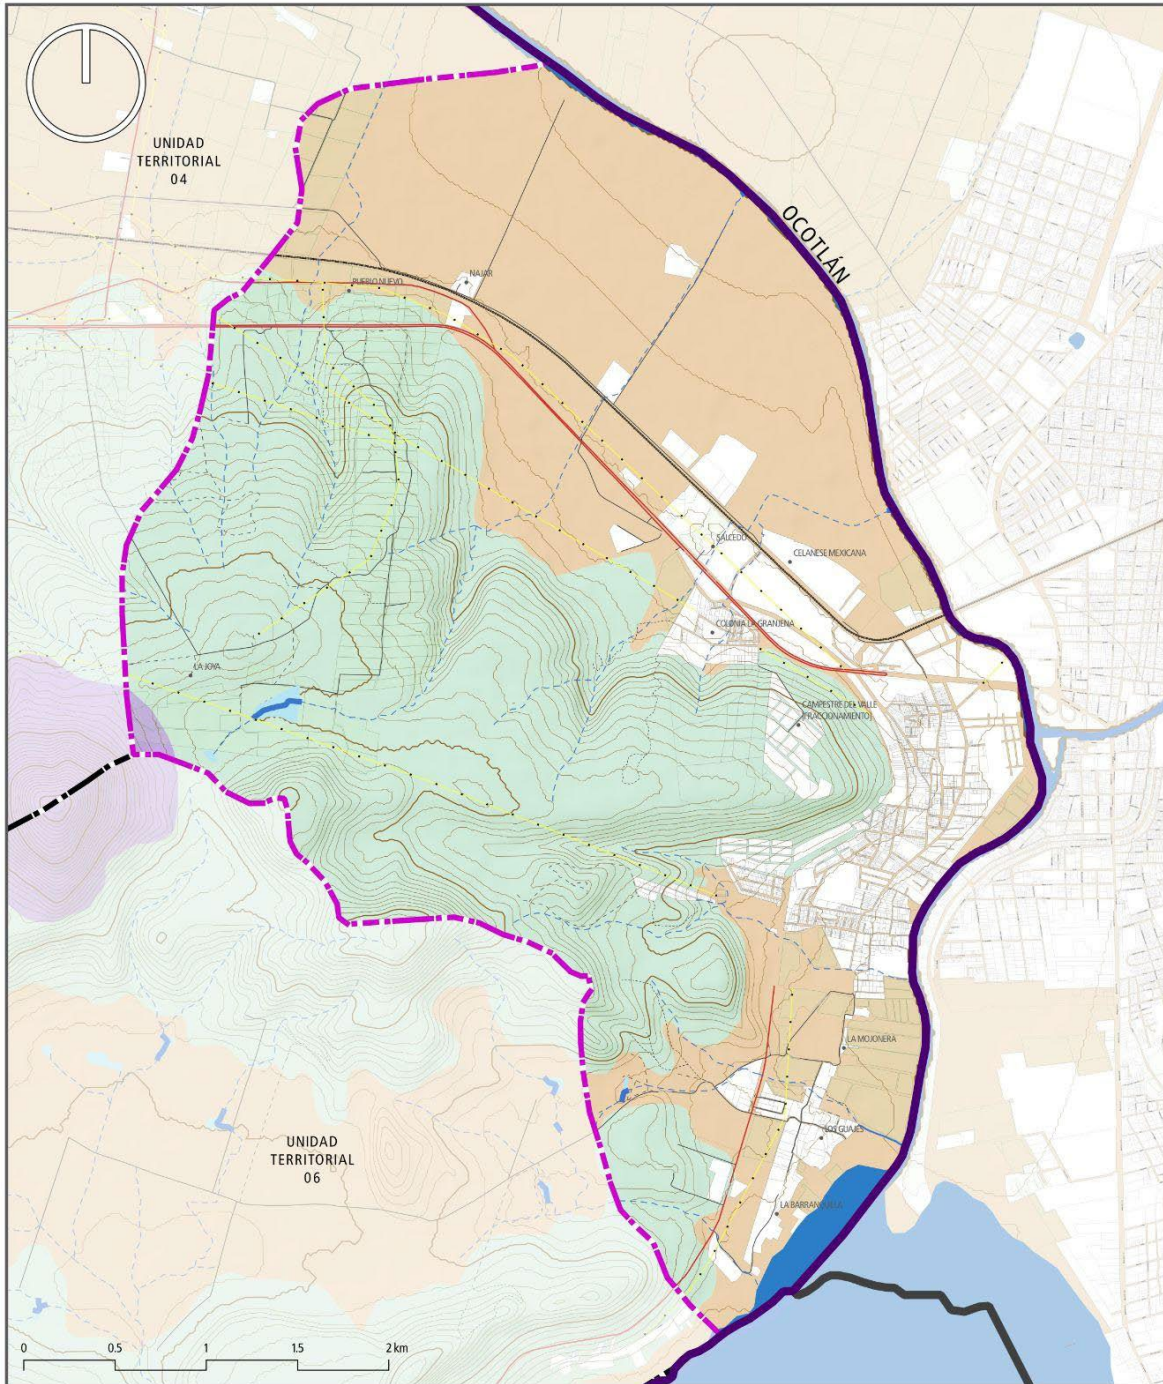 UNIDAD
TERRITORIAL
04
OCOTLÁN
NAJAR
PUEBLO NUEVO
SALCEDO
CELANESE MEXICANA
COLONIA LA GRANJENA
LA JOYA
CAMPESTRE DEL VALLE
(FRACCIONAMIENTO)
LA MOJONERA
UNIDAD
TERRITORIAL
06
LOS GUAJES
LA BARRANQUILLA
0 0.5 1 1.5 2 km